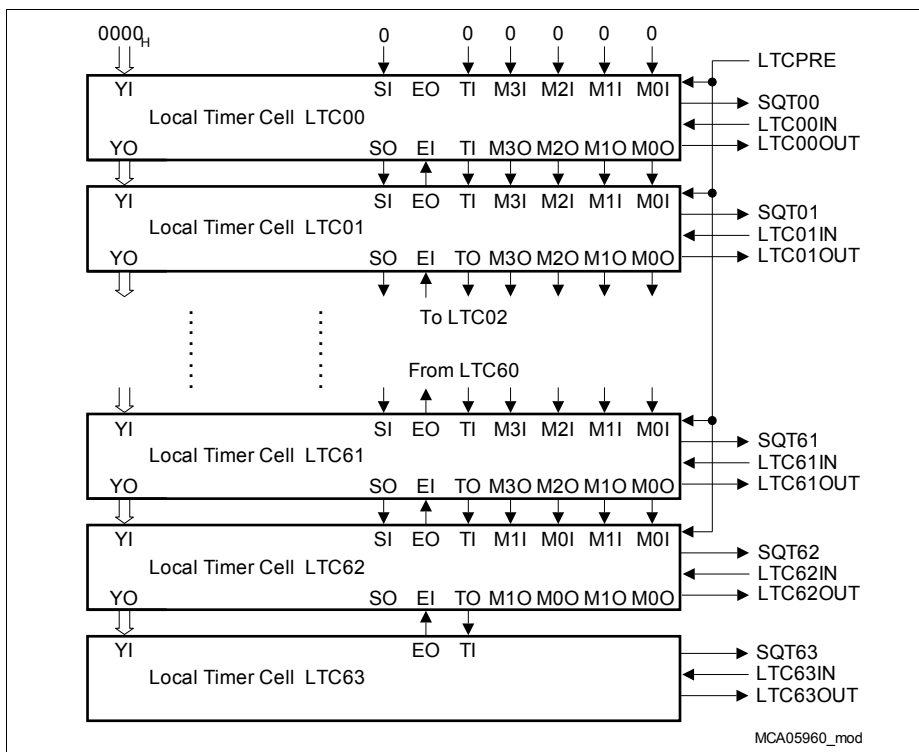 0000H 0 0 0 0 0 0
LTCPRE
YI SI EO TI M3I M2I M1I M0I
SQT00
Local Timer Cell LTC00
LTC00IN
YO SO EI TI M3O M2O M1O M0O
LTC00OUT
YI SI EO TI M3I M2I M1I M0I
SQT01
Local Timer Cell LTC01
LTC01IN
YO SO EI TO M3O M2O M1O M0O
LTC01OUT
To LTC02
From LTC60
YI SI EO TI M3I M2I M1I M0I
SQT61
Local Timer Cell LTC61
LTC61IN
YO SO EI TO M3O M2O M1O M0O
LTC61OUT
YI SI EO TI M1I M0I M1I M0I
SQT62
Local Timer Cell LTC62
LTC62IN
YO SO EI TO M1O M0O M1O M0O
LTC62OUT
YI EO TI
SQT63
Local Timer Cell LTC63
LTC63IN
LTC63OUT
MCA05960_mod